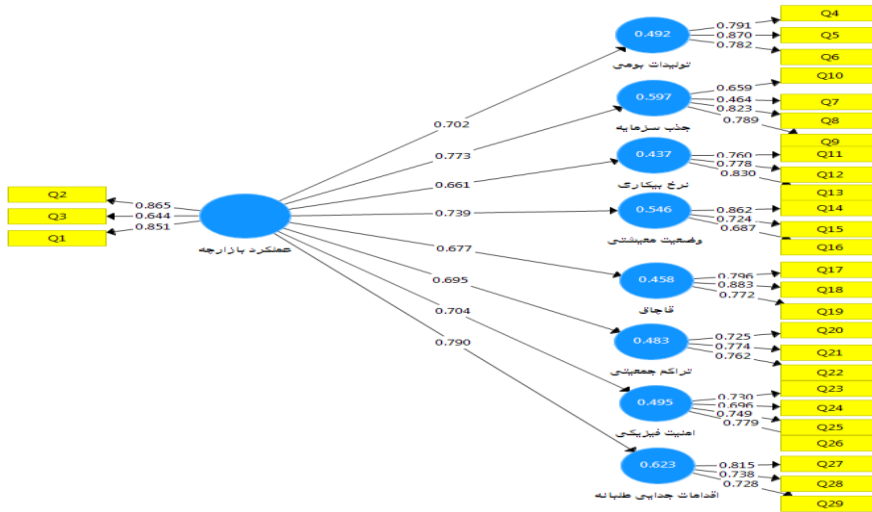 Q2
Q3
Q1
0.865
0.644
0.851
عملکرد بازارچه
0.702
0.773
0.661
0.739
0.677
0.695
0.704
0.790
0.492
تولیدات بومی
0.791
0.870
0.782
Q4
Q5
Q6
0.597
جذب سرمایه
0.659
0.464
0.823
0.789
Q10
Q7
Q8
Q9
0.437
نرخ بیکاری
0.760
0.778
0.830
Q11
Q12
Q13
0.546
وضعیت معیشتی
0.862
0.724
0.687
Q14
Q15
Q16
0.458
قاچاق
0.796
0.883
0.772
Q17
Q18
Q19
0.483
تراکم جمعیتی
0.725
0.774
0.762
Q20
Q21
Q22
0.495
امنیت فیزیکی
0.730
0.696
0.749
0.779
Q23
Q24
Q25
Q26
0.623
اقدامات جدایی طلبانه
0.815
0.738
0.728
Q27
Q28
Q29